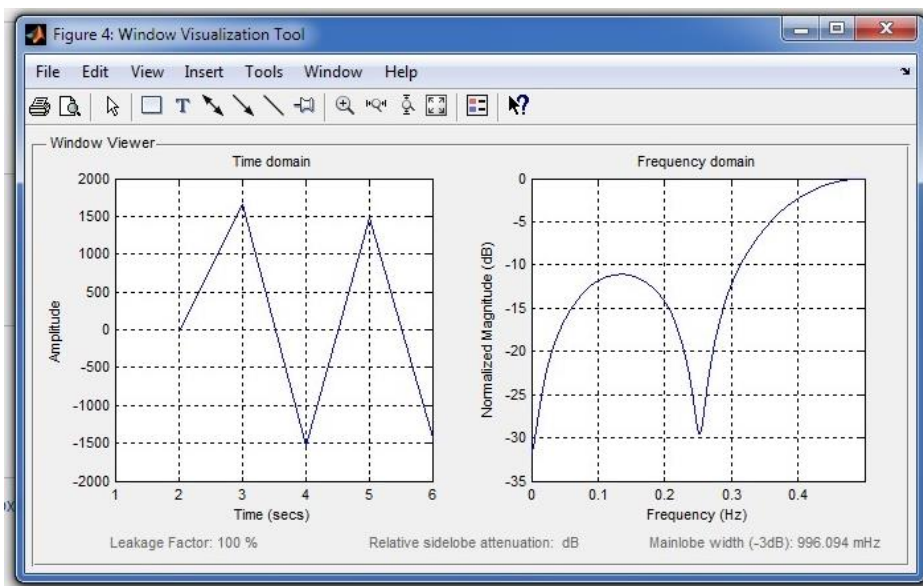 Figure 4: Window Visualization Tool
File Edit View Insert Tools Window Help
Window Viewer
Time domain
2000
1500
1000
500
0
-500
-1000
-1500
-2000
Amplitude
1 2 3 4 5 6
Time (secs)
Frequency domain
0
-5
-10
-15
-20
-25
-30
-35
Normalized Magnitude (dB)
0 0.1 0.2 0.3 0.4
Frequency (Hz)
Leakage Factor: 100 % Relative sidelobe attenuation: dB Mainlobe width (-3dB): 996.094 mHz